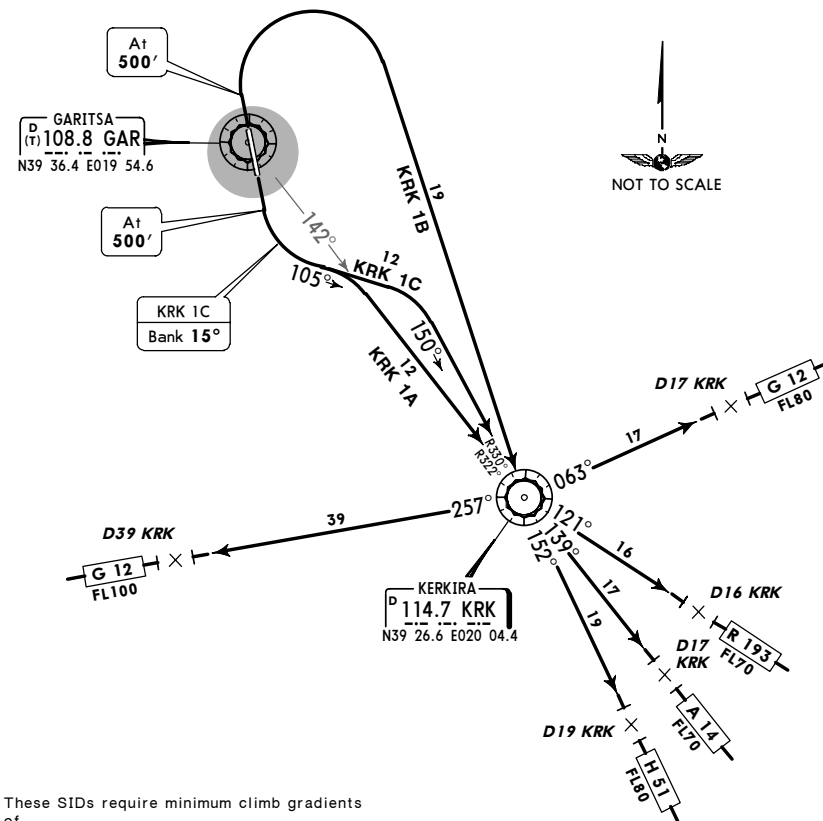 At
500'
GARITSA
D
(T) 108.8 GAR
N39 36.4 E019 54.6
N
NOT TO SCALE
At
500'
142°
19
KRK 1B
KRK 1C
Bank 15°
105°
12
KRK 1C
150°
12
KRK 1A
R330°
R322°
D17 KRK
G 12
FL80
17
063°
257°
39
D39 KRK
G 12
FL100
121°
139°
152°
16
17
19
D16 KRK
R 193
FL70
KERKIRA
D 114.7 KRK
N39 26.6 E020 04.4
D17
KRK
A 14
FL70
D19 KRK
H 51
FL80
These SIDs require minimum climb gradients
of